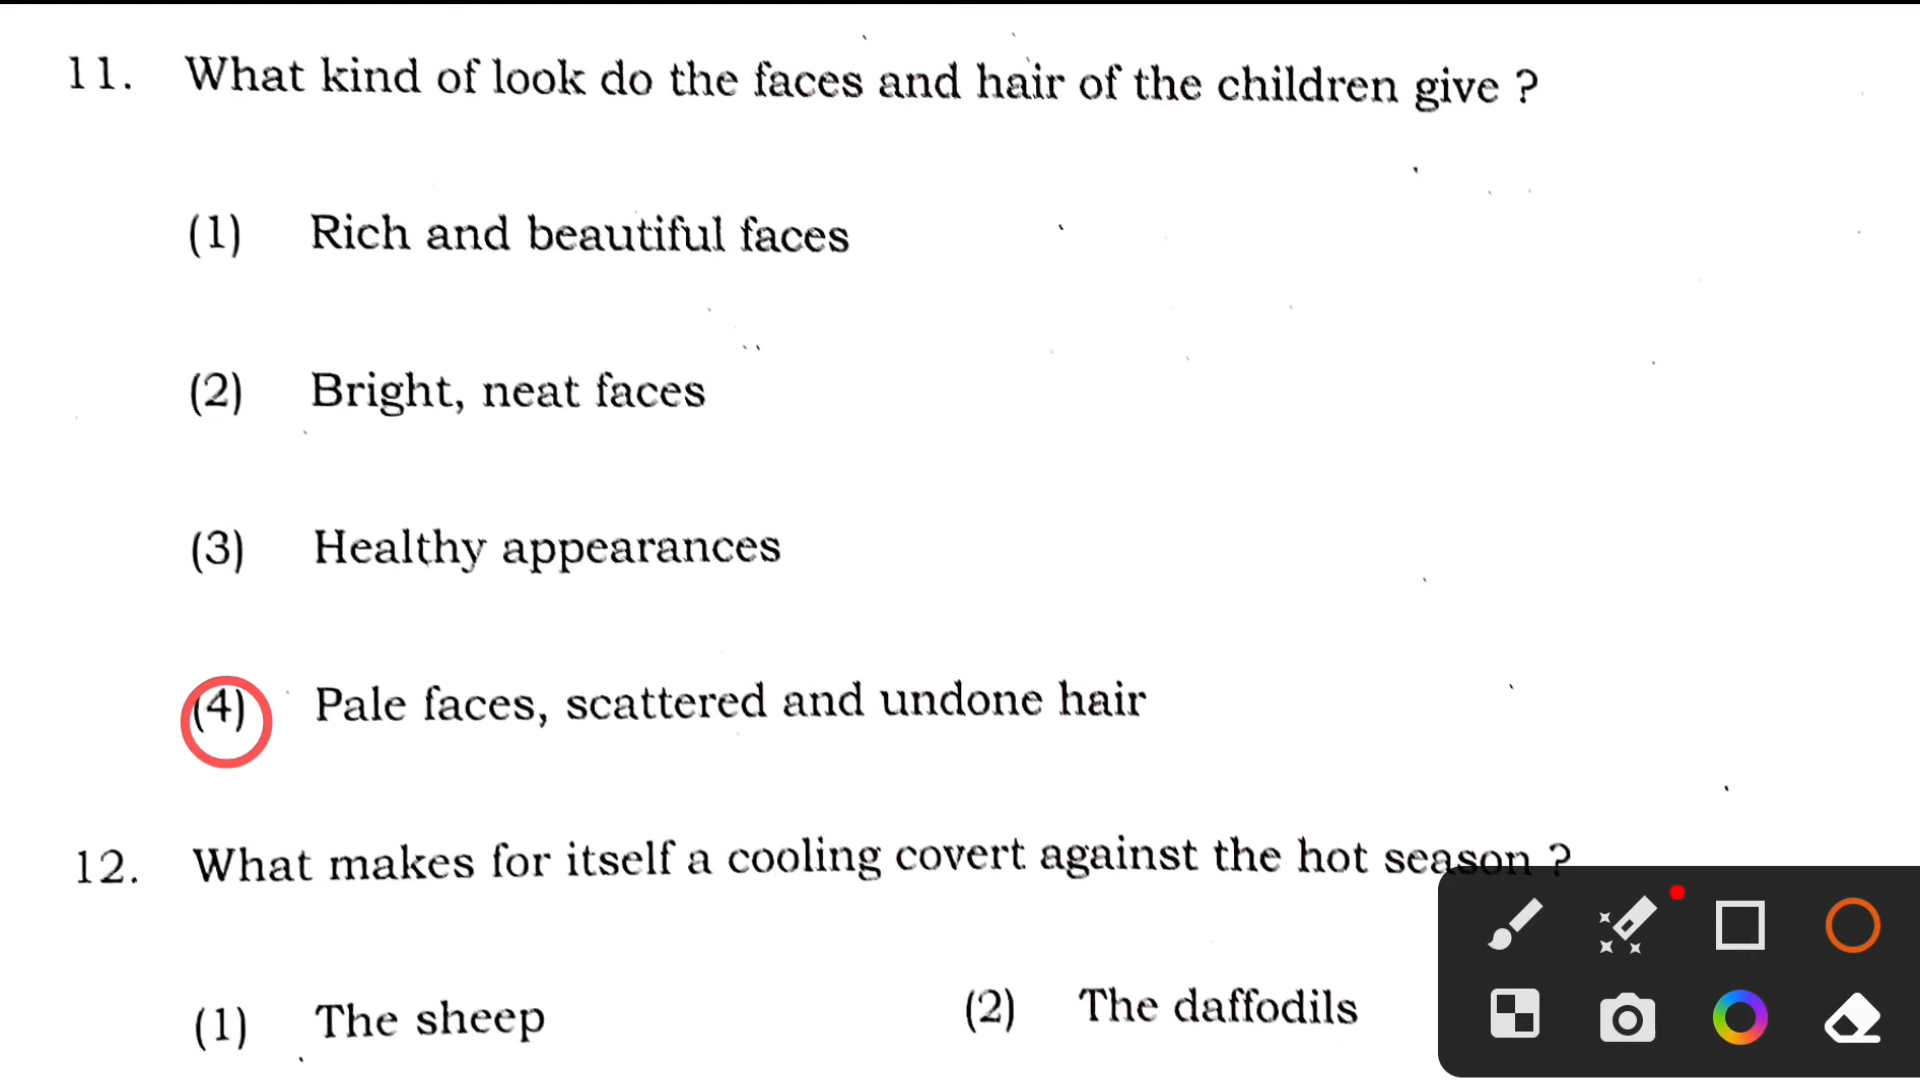 11. What kind of look do the faces and hair of the children give ?
(1) Rich and beautiful faces
(2) Bright, neat faces
(3) Healthy appearances
(4) Pale faces, scattered and undone hair
12. What makes for itself a cooling covert against the hot season ?
(1) The sheep
(2) The daffodils